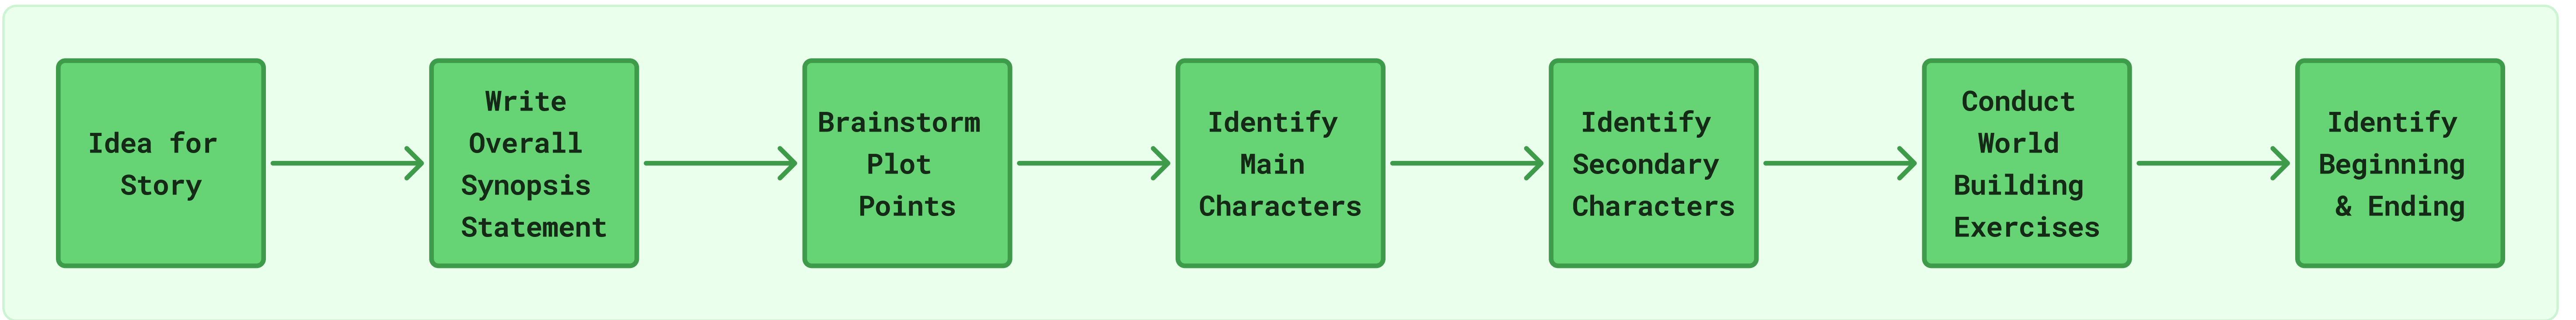 Idea for
Story
Write
Overall
Synopsis
Statement
Brainstorm
Plot
Points
Identify
Main
Characters
Identify
Secondary
Characters
Conduct
World
Building
Exercises
Identify
Beginning
& Ending